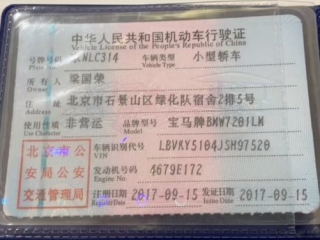 中华人民共和国机动车行驶证
Vehicle License of the People's Republic of China
号牌号码 WLC314 车辆类型 小型轿车
Plate No. Vehicle Type
所有人 梁国荣
Owner
住址 北京市石景山区绿化队宿舍2排5号
Address
使用性质 非营运 品牌型号 宝马牌BMW7201LM
Use Character Model
北京市公安局公安交通管理局
车辆识别代号 LBVKY5104JSH97520
VIN
发动机号码 4679E172
Engine No.
注册日期 2017-09-15 发证日期 2017-09-15
Register Date Issue Date